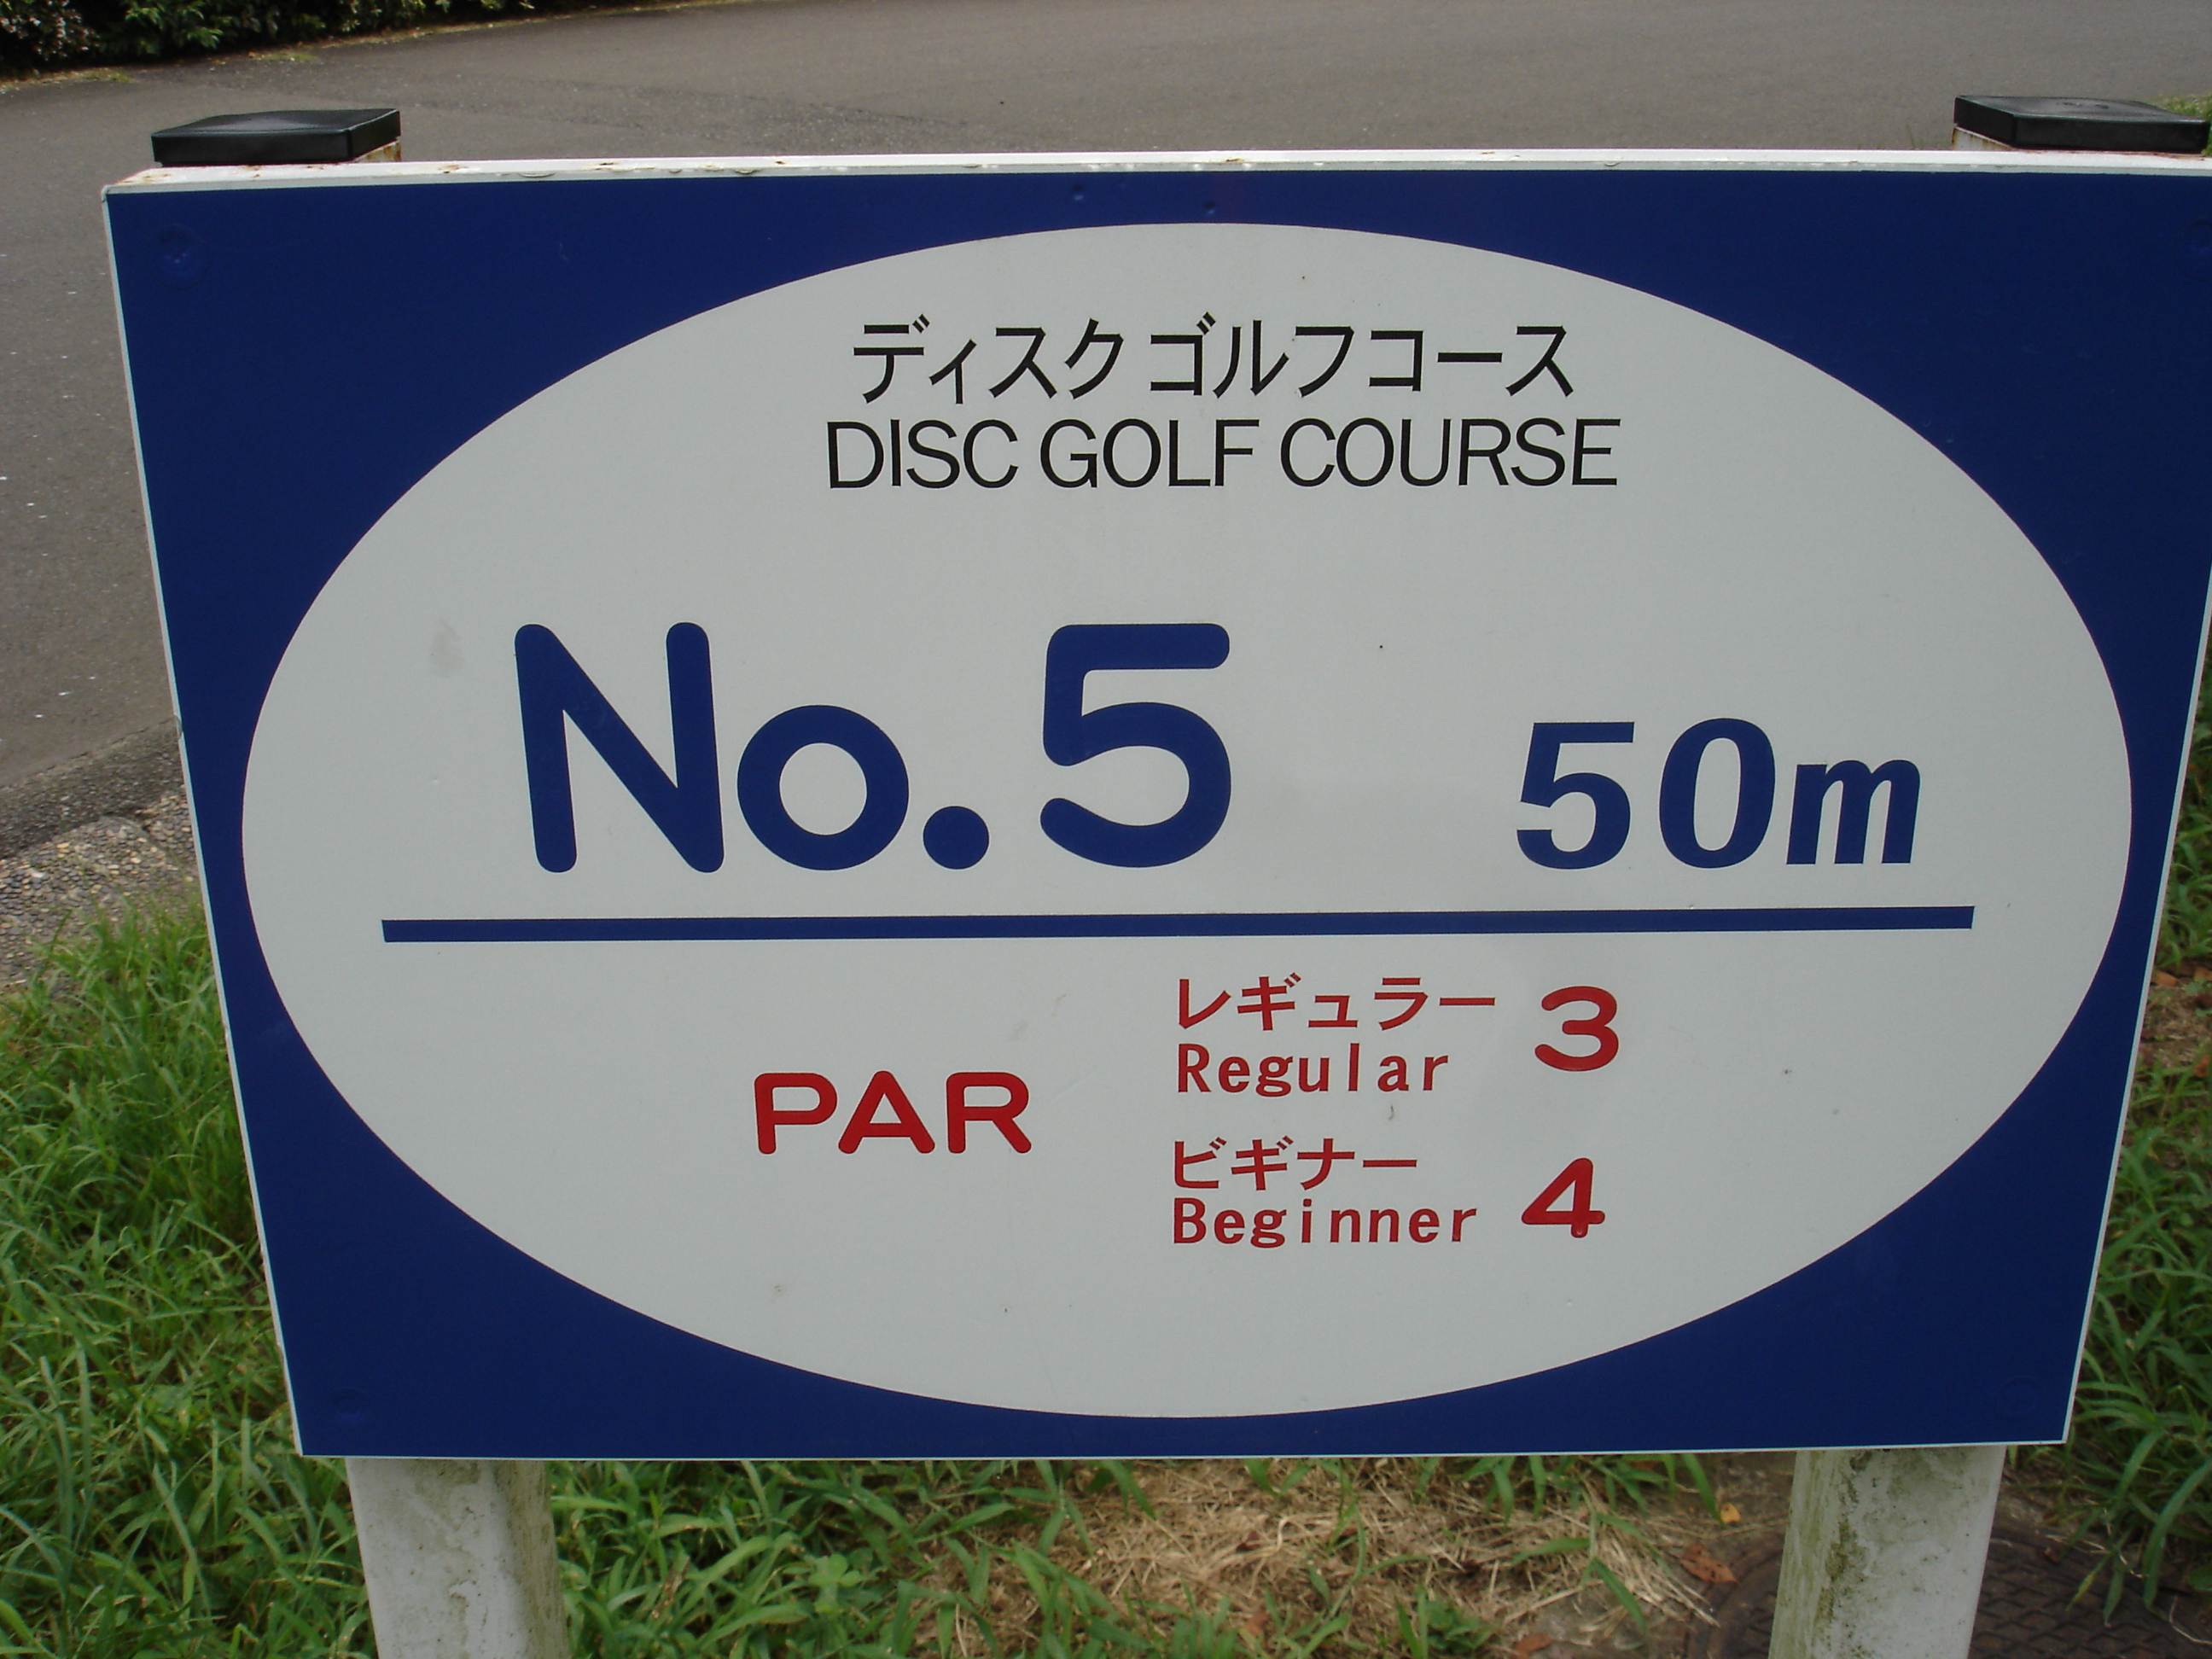 ディスクゴルフコース
DISC GOLF COURSE
No.5 50m
PAR
レギュラー 3
Regular
ビギナー 4
Beginner